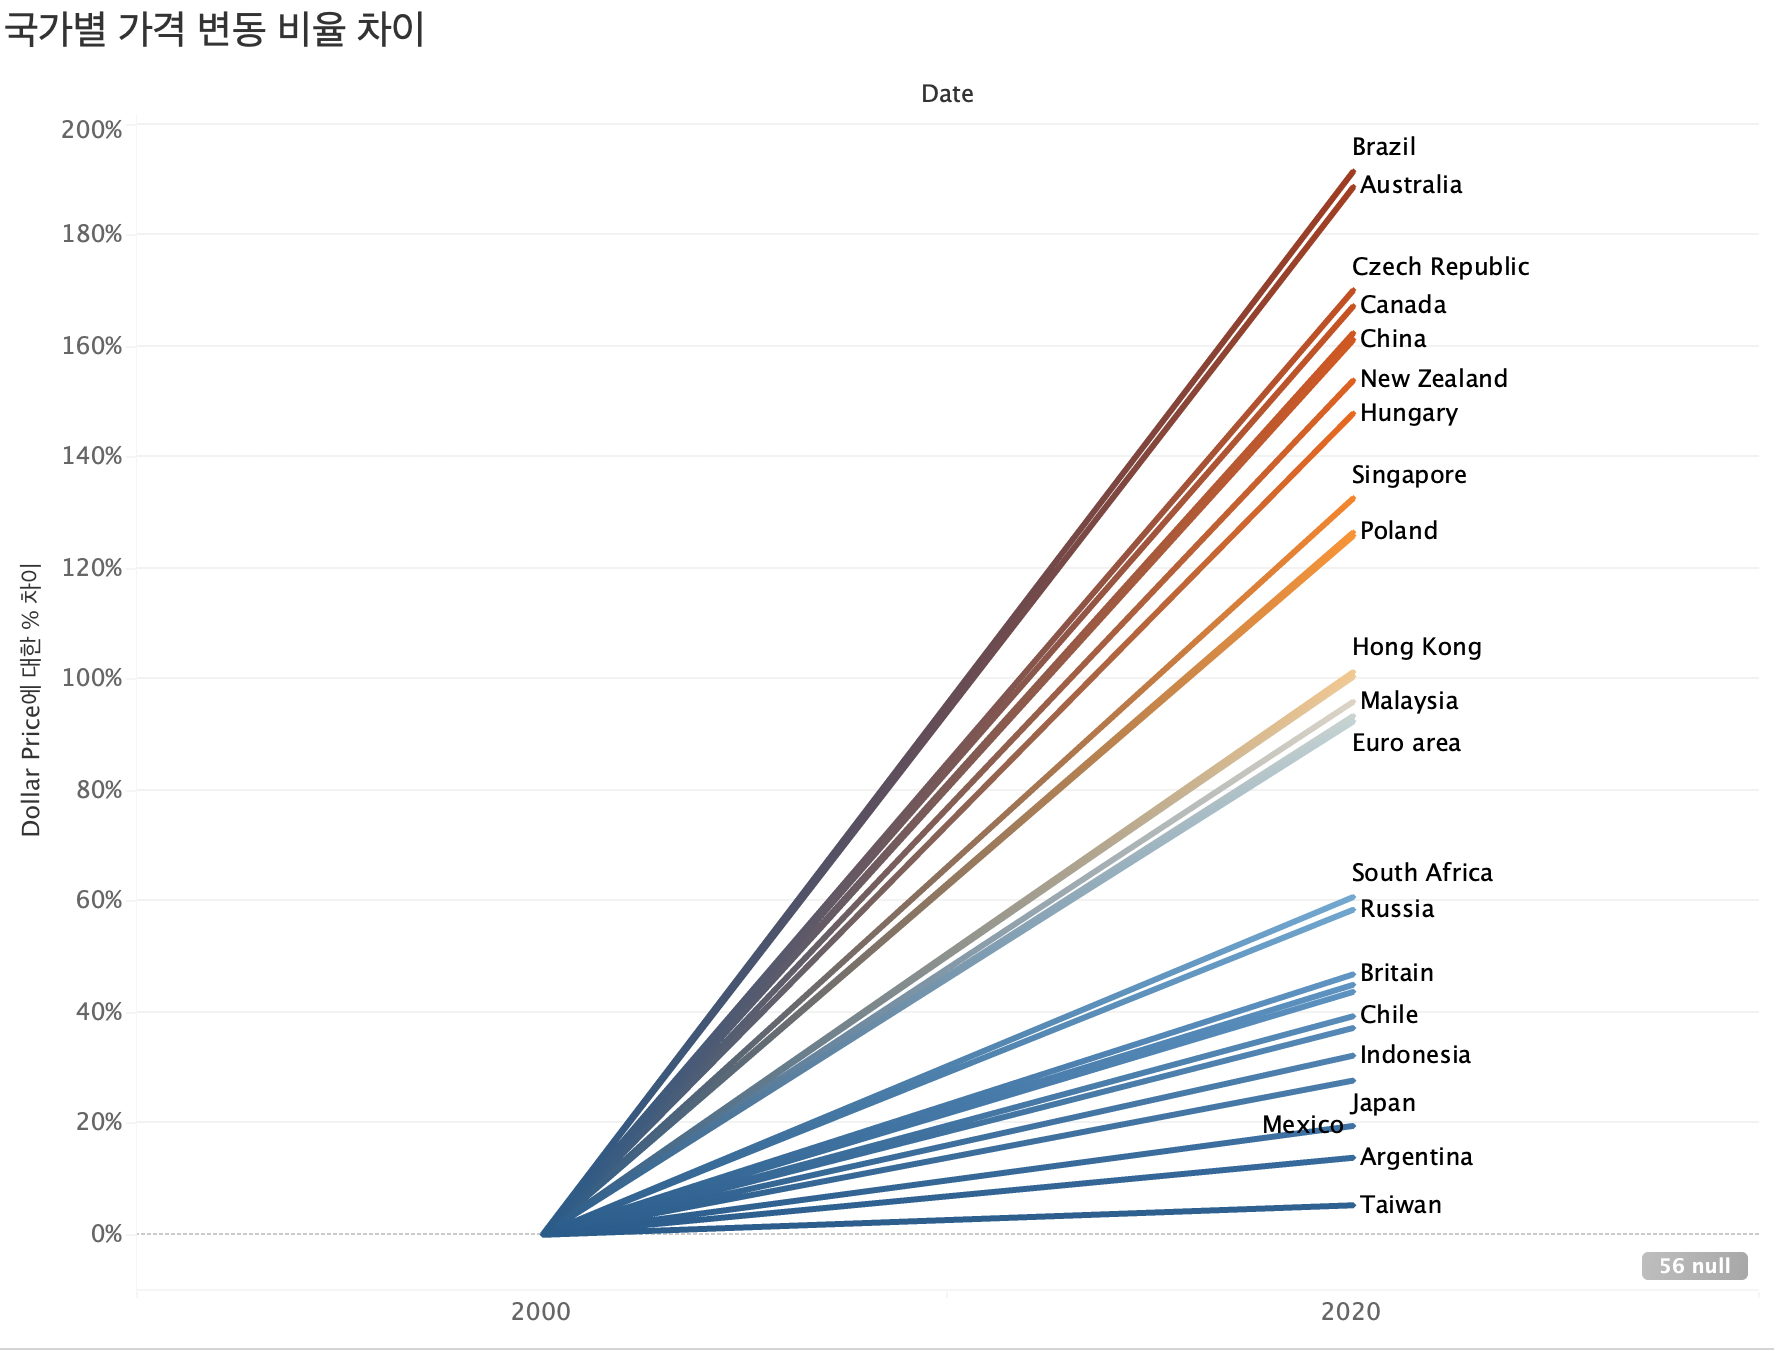 국가별 가격 변동 비율 차이
Date
Dollar Price에 대한 % 차이
200%
180%
160%
140%
120%
100%
80%
60%
40%
20%
0%
Brazil
Australia
Czech Republic
Canada
China
New Zealand
Hungary
Singapore
Poland
Hong Kong
Malaysia
Euro area
South Africa
Russia
Britain
Chile
Indonesia
Japan
Mexico
Argentina
Taiwan
56 null
2000
2020